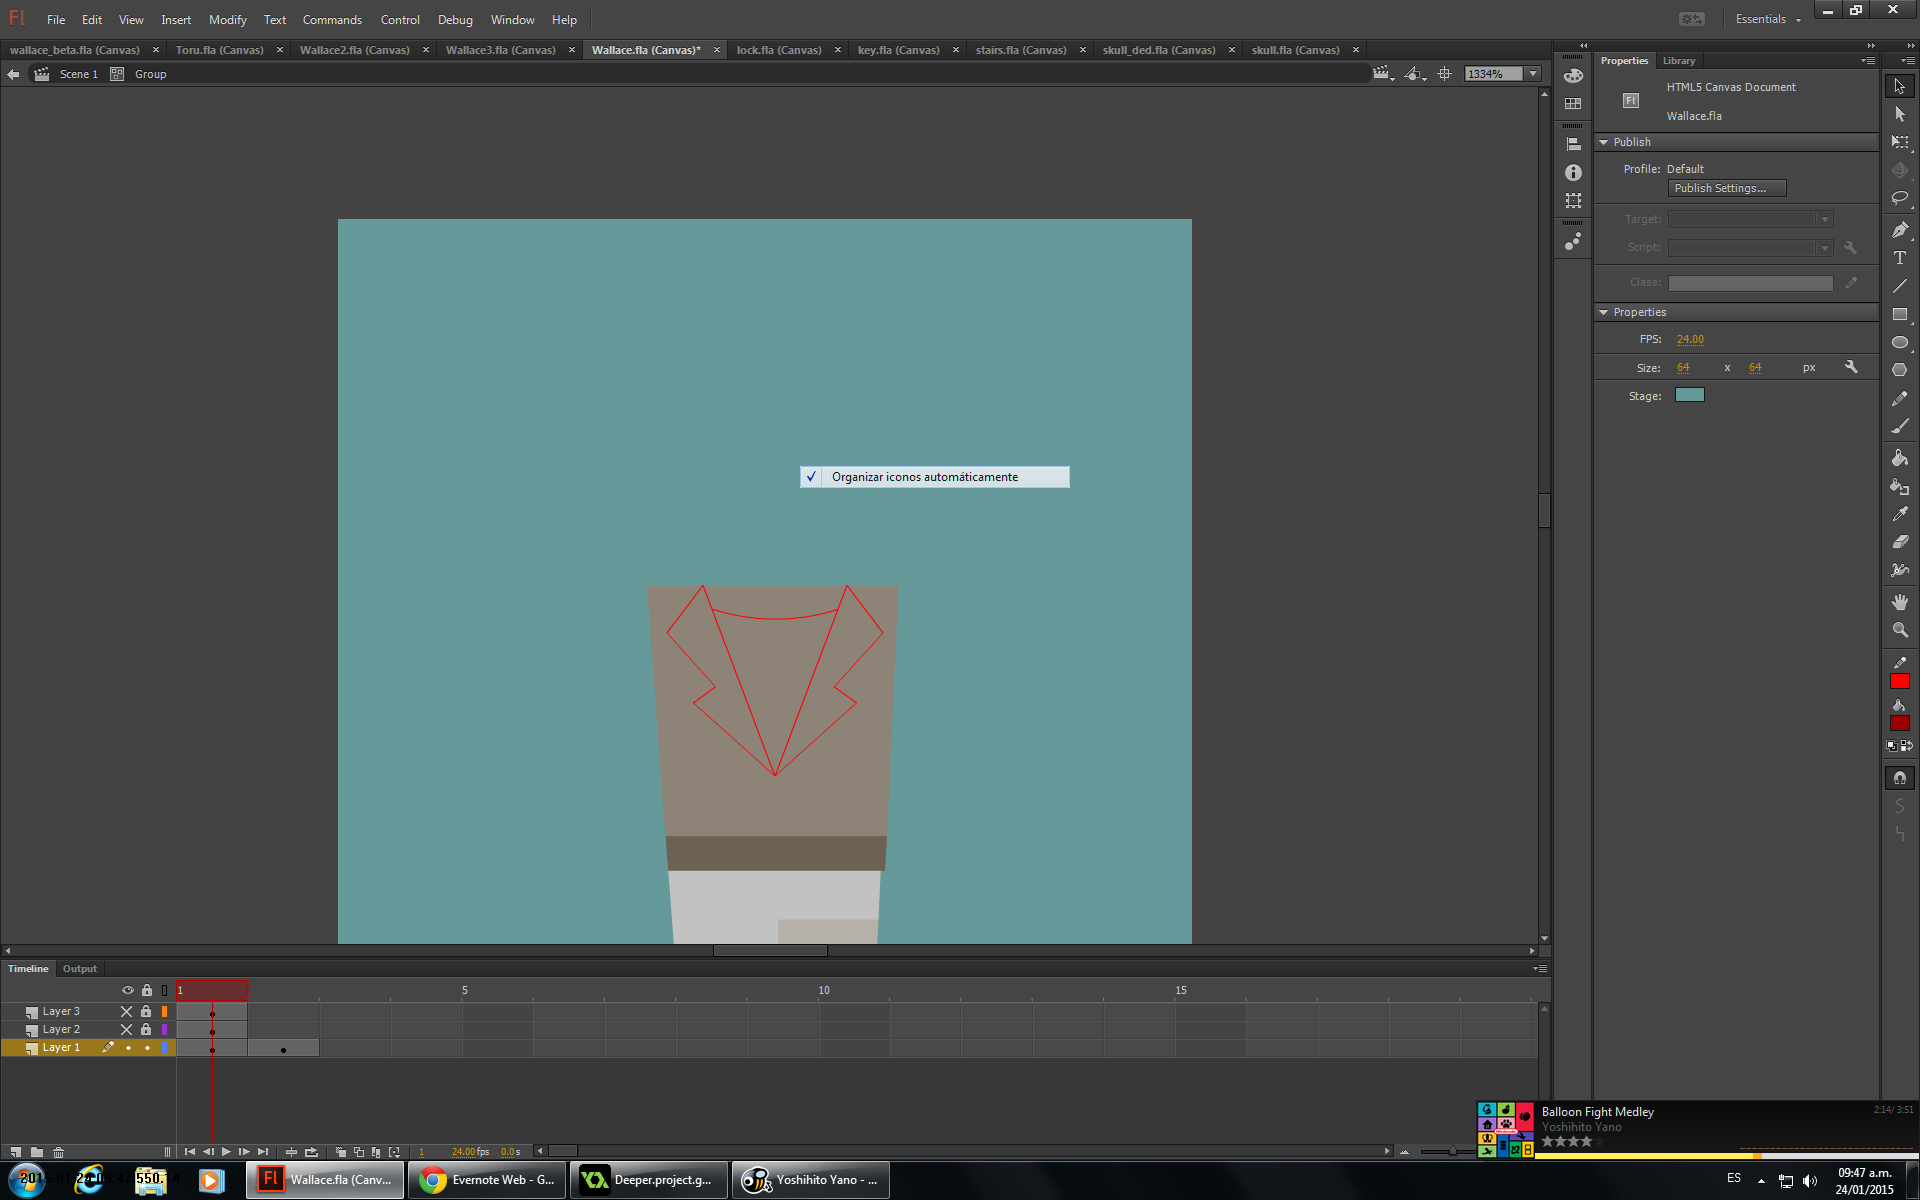 Fl File Edit View Insert Modify Text Commands Control Debug Window Help Essentials
wallace_beta.fla (Canvas) × Toru.fla (Canvas) × Wallace2.fla (Canvas) × Wallace3.fla (Canvas) × Wallace.fla (Canvas)* × lock.fla (Canvas) × key.fla (Canvas) × stairs.fla (Canvas) × skull_ded.fla (Canvas) × skull.fla (Canvas) ×
Scene 1 Group 1334%
Properties Library
HTML5 Canvas Document
Fl
Wallace.fla
Publish
Profile: Default
Publish Settings...
Target:
Script:
Class:
Properties
FPS: 24.00
Size: 64 x 64 px
Stage:
✓ Organizar iconos automáticamente
Timeline Output
1 5 10 15
Layer 3
Layer 2
Layer 1
1 24.00 fps 0.0 s
Balloon Fight Medley 2:14/ 3:51
Yoshihito Yano
Wallace.fla (Canv... Evernote Web - G... Deeper.project.g... Yoshihito Yano - ...
ES 09:47 a.m.
24/01/2015